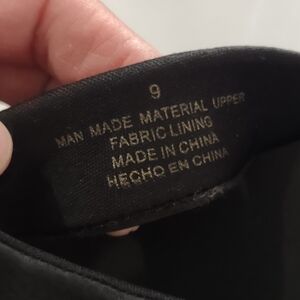 9
MAN MADE MATERIAL UPPER
FABRIC LINING
MADE IN CHINA
HECHO EN CHINA